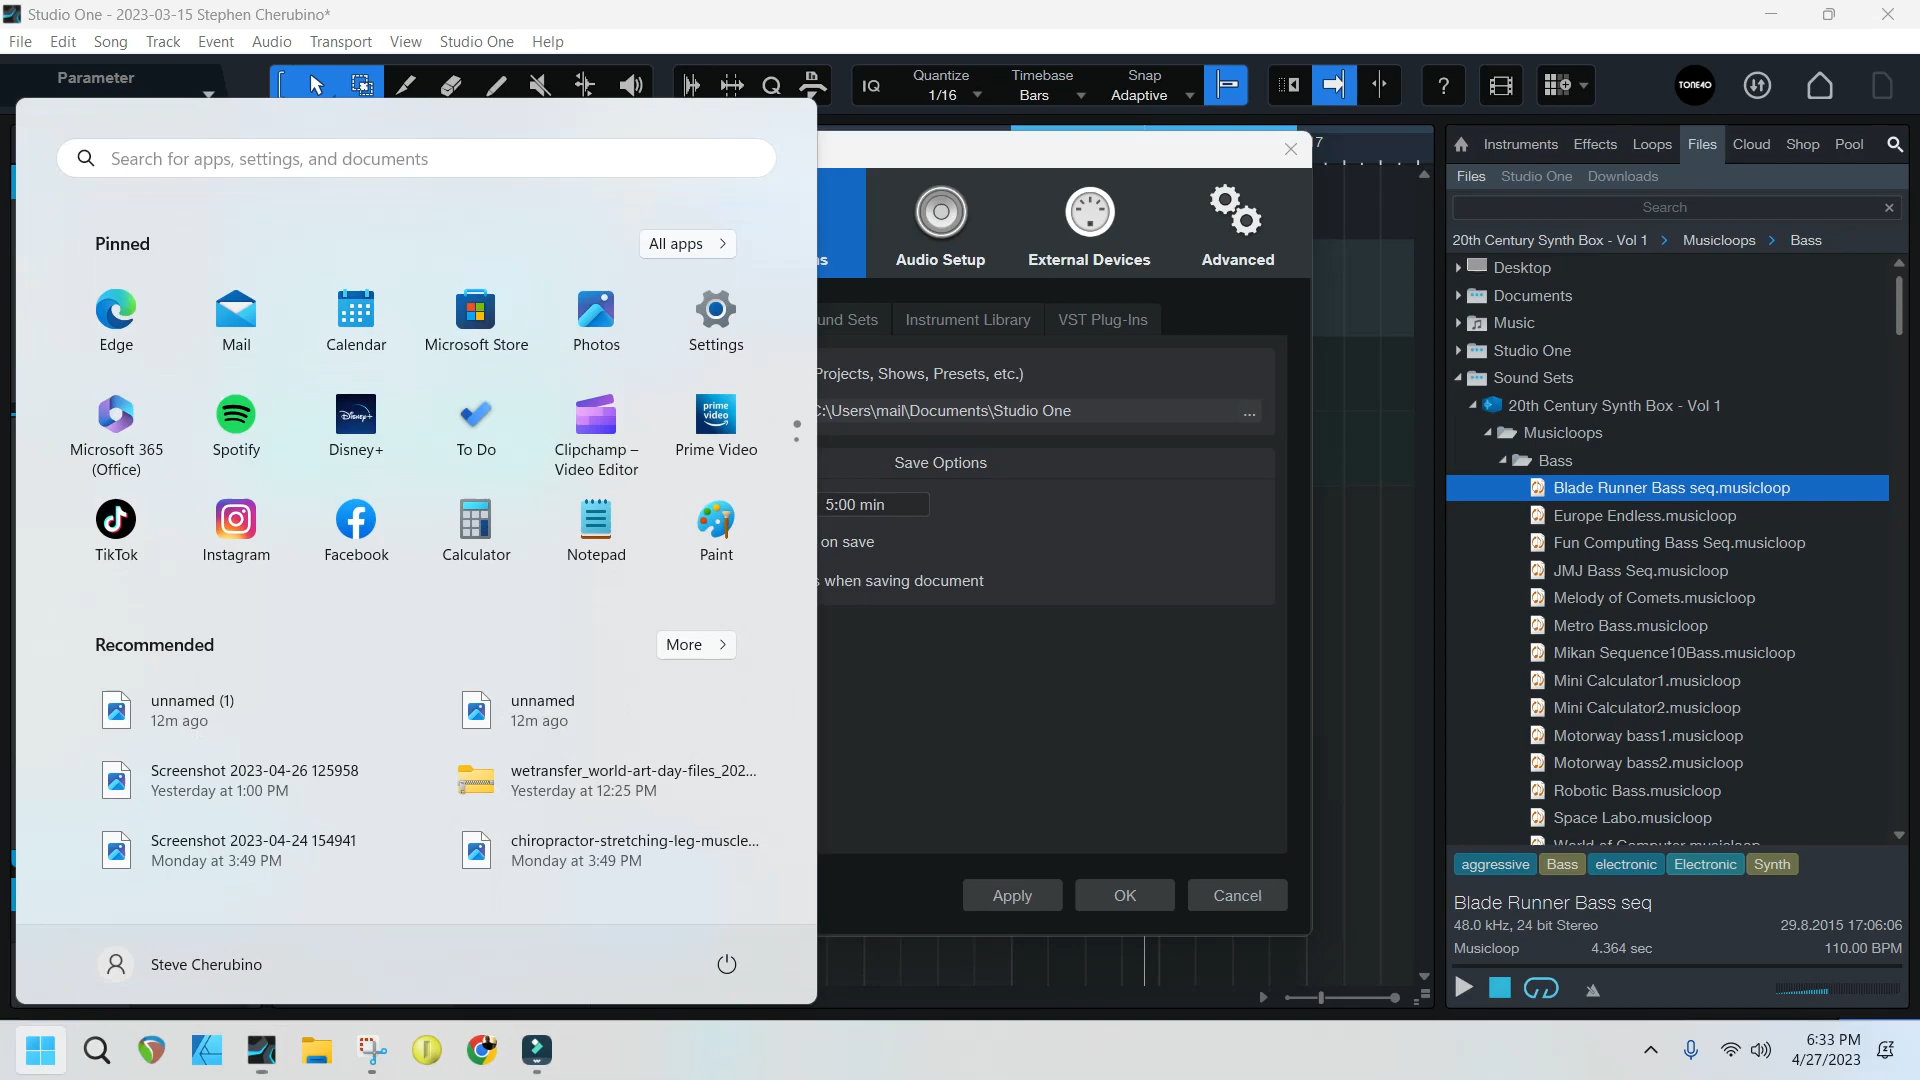 Studio One - 2023-03-15 Stephen Cherubino*
File Edit Song Track Event Audio Transport View Studio One Help
Parameter
IQ
Quantize
1/16
Timebase
Bars
Snap
Adaptive
?
TONE40
Search for apps, settings, and documents
Pinned
All apps
Edge
Mail
Calendar
Microsoft Store
Photos
Settings
Microsoft 365
(Office)
Spotify
Disney+
To Do
Clipchamp –
Video Editor
prime
video
Prime Video
TikTok
Instagram
Facebook
Calculator
Notepad
Paint
Recommended
More
unnamed (1)
12m ago
unnamed
12m ago
Screenshot 2023-04-26 125958
Yesterday at 1:00 PM
wetransfer_world-art-day-files_202...
Yesterday at 12:25 PM
Screenshot 2023-04-24 154941
Monday at 3:49 PM
chiropractor-stretching-leg-muscle...
Monday at 3:49 PM
Steve Cherubino
7
Audio Setup
External Devices
Advanced
und Sets
Instrument Library
VST Plug-Ins
Projects, Shows, Presets, etc.)
C:\Users\mail\Documents\Studio One
...
Save Options
5:00 min
on save
s when saving document
Apply
OK
Cancel
Instruments Effects Loops Files Cloud Shop Pool
Files Studio One Downloads
Search
20th Century Synth Box - Vol 1 > Musicloops > Bass
Desktop
Documents
Music
Studio One
Sound Sets
20th Century Synth Box - Vol 1
Musicloops
Bass
Blade Runner Bass seq.musicloop
Europe Endless.musicloop
Fun Computing Bass Seq.musicloop
JMJ Bass Seq.musicloop
Melody of Comets.musicloop
Metro Bass.musicloop
Mikan Sequence10Bass.musicloop
Mini Calculator1.musicloop
Mini Calculator2.musicloop
Motorway bass1.musicloop
Motorway bass2.musicloop
Robotic Bass.musicloop
Space Labo.musicloop
World of Computer.musicloop
aggressive Bass electronic Electronic Synth
Blade Runner Bass seq
48.0 kHz, 24 bit Stereo
29.8.2015 17:06:06
Musicloop
4.364 sec
110.00 BPM
6:33 PM
4/27/2023